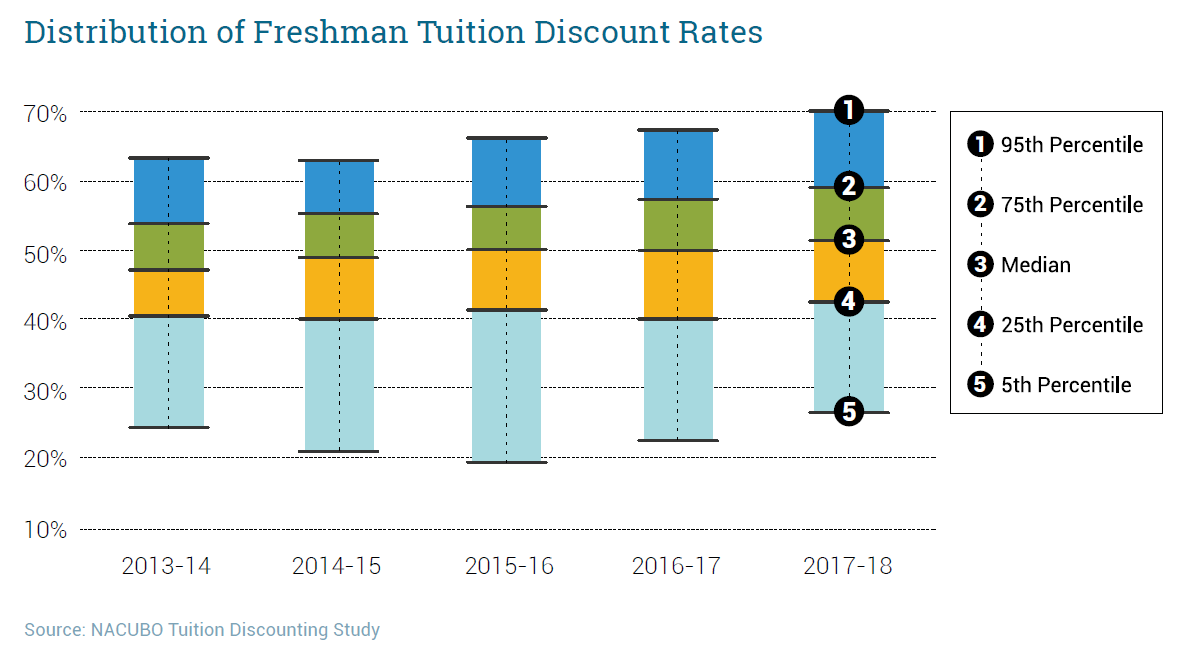 Distribution of Freshman Tuition Discount Rates
70%
60%
50%
40%
30%
20%
10%
1
2
3
4
5
2013-14 2014-15 2015-16 2016-17 2017-18
1 95th Percentile
2 75th Percentile
3 Median
4 25th Percentile
5 5th Percentile
Source: NACUBO Tuition Discounting Study